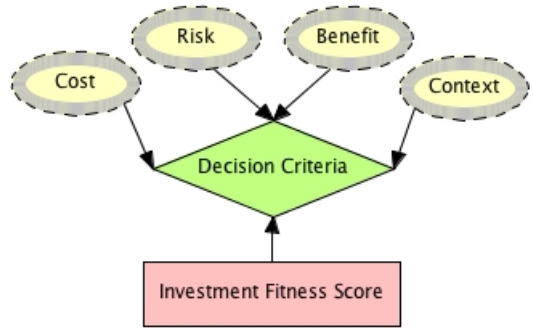 Risk
Benefit
Cost
Context
Decision Criteria
Investment Fitness Score